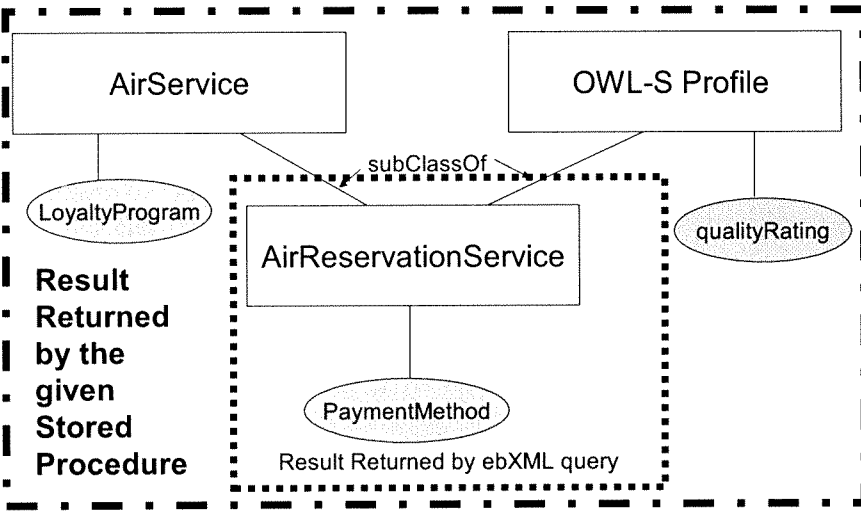 AirService
OWL-S Profile
subClassOf
LoyaltyProgram
qualityRating
AirReservationService
Result
Returned
by the
given
Stored
Procedure
PaymentMethod
Result Returned by ebXML query